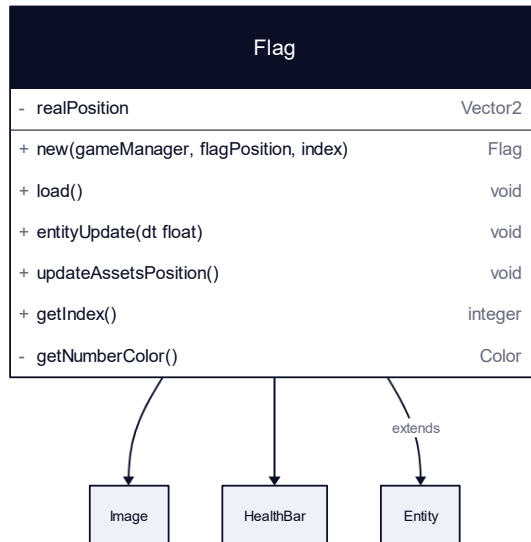 Flag
- realPosition Vector2
+ new(gameManager, flagPosition, index) Flag
+ load() void
+ entityUpdate(dt float) void
+ updateAssetsPosition() void
+ getIndex() integer
- getNumberColor() Color
extends
Image HealthBar Entity